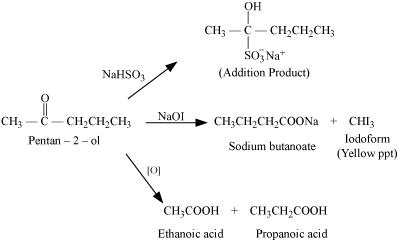 OH
CH₃ — C — CH₂CH₂CH₃
SO₃⁻Na⁺
(Addition Product)
NaHSO₃
O
CH₃ — C — CH₂CH₂CH₃
Pentan – 2 – ol
NaOI
CH₃CH₂CH₂COONa + CHI₃
Sodium butanoate
Iodoform
(Yellow ppt)
[O]
CH₃COOH + CH₃CH₂COOH
Ethanoic acid Propanoic acid